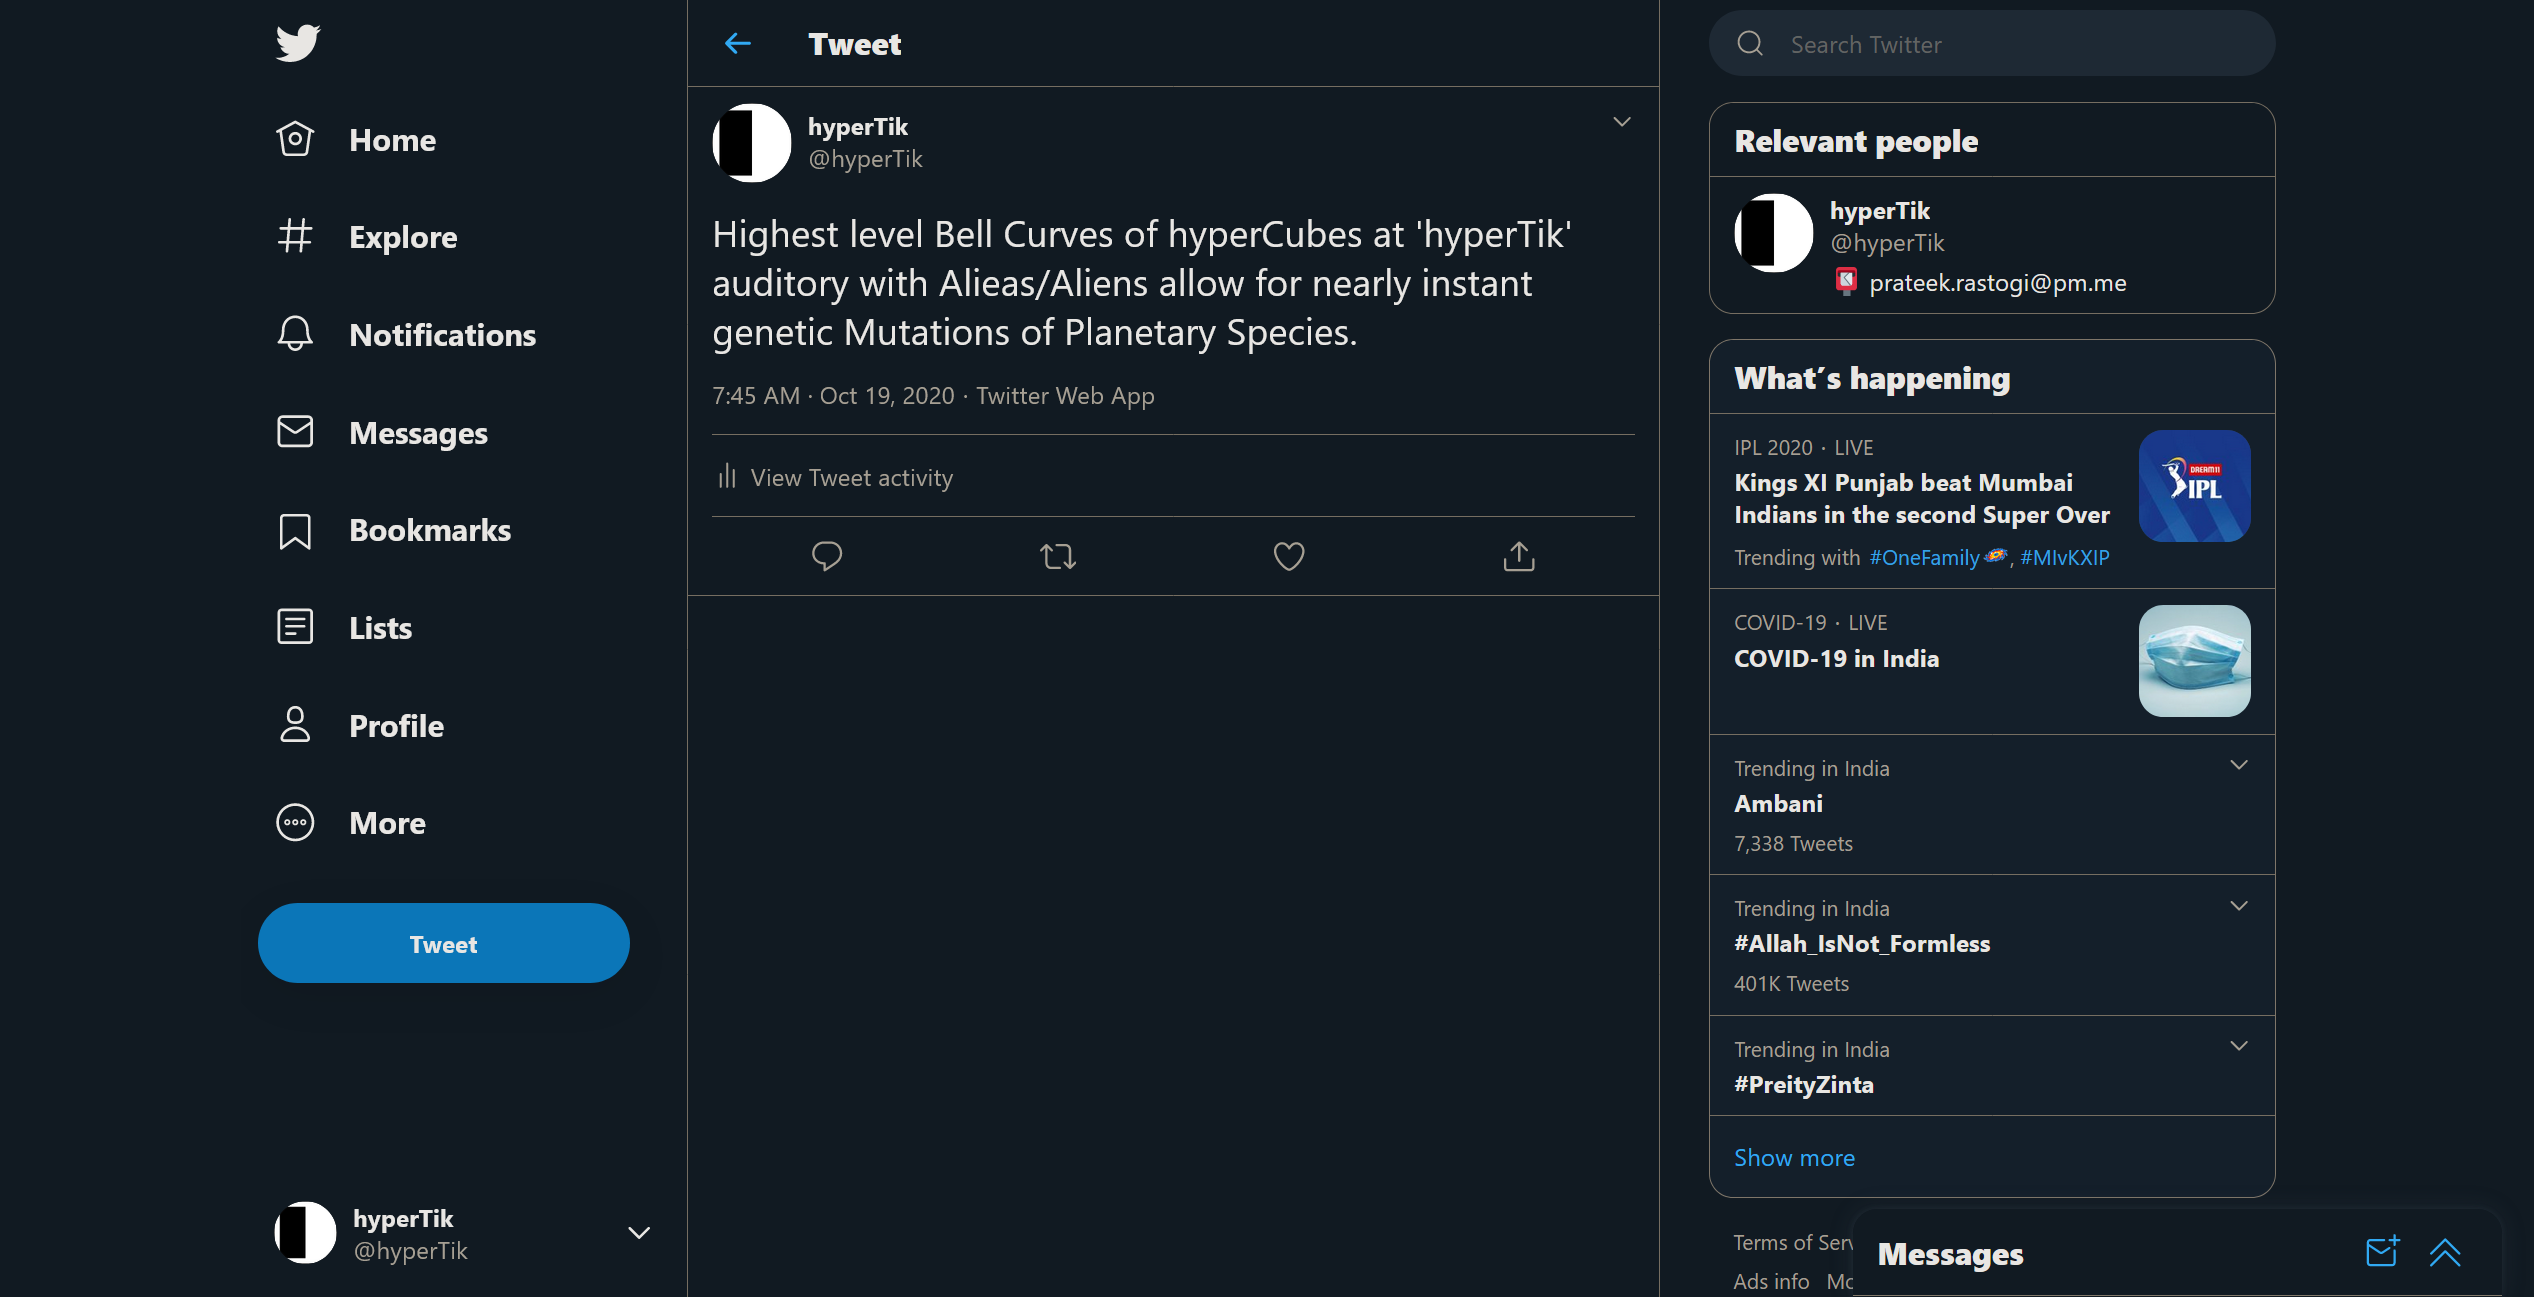 Home
Explore
Notifications
Messages
Bookmarks
Lists
Profile
More
Tweet
hyperTik
@hyperTik
Tweet
hyperTik
@hyperTik
Highest level Bell Curves of hyperCubes at 'hyperTik'
auditory with Alieas/Aliens allow for nearly instant
genetic Mutations of Planetary Species.
7:45 AM · Oct 19, 2020 · Twitter Web App
View Tweet activity
Search Twitter
Relevant people
hyperTik
@hyperTik
prateek.rastogi@pm.me
What's happening
IPL 2020 · LIVE
Kings XI Punjab beat Mumbai
Indians in the second Super Over
Trending with #OneFamily, #MIvKXIP
DREAM11
IPL
COVID-19 · LIVE
COVID-19 in India
Trending in India
Ambani
7,338 Tweets
Trending in India
#Allah_IsNot_Formless
401K Tweets
Trending in India
#PreityZinta
Show more
Terms of Serv
Ads info Mo
Messages